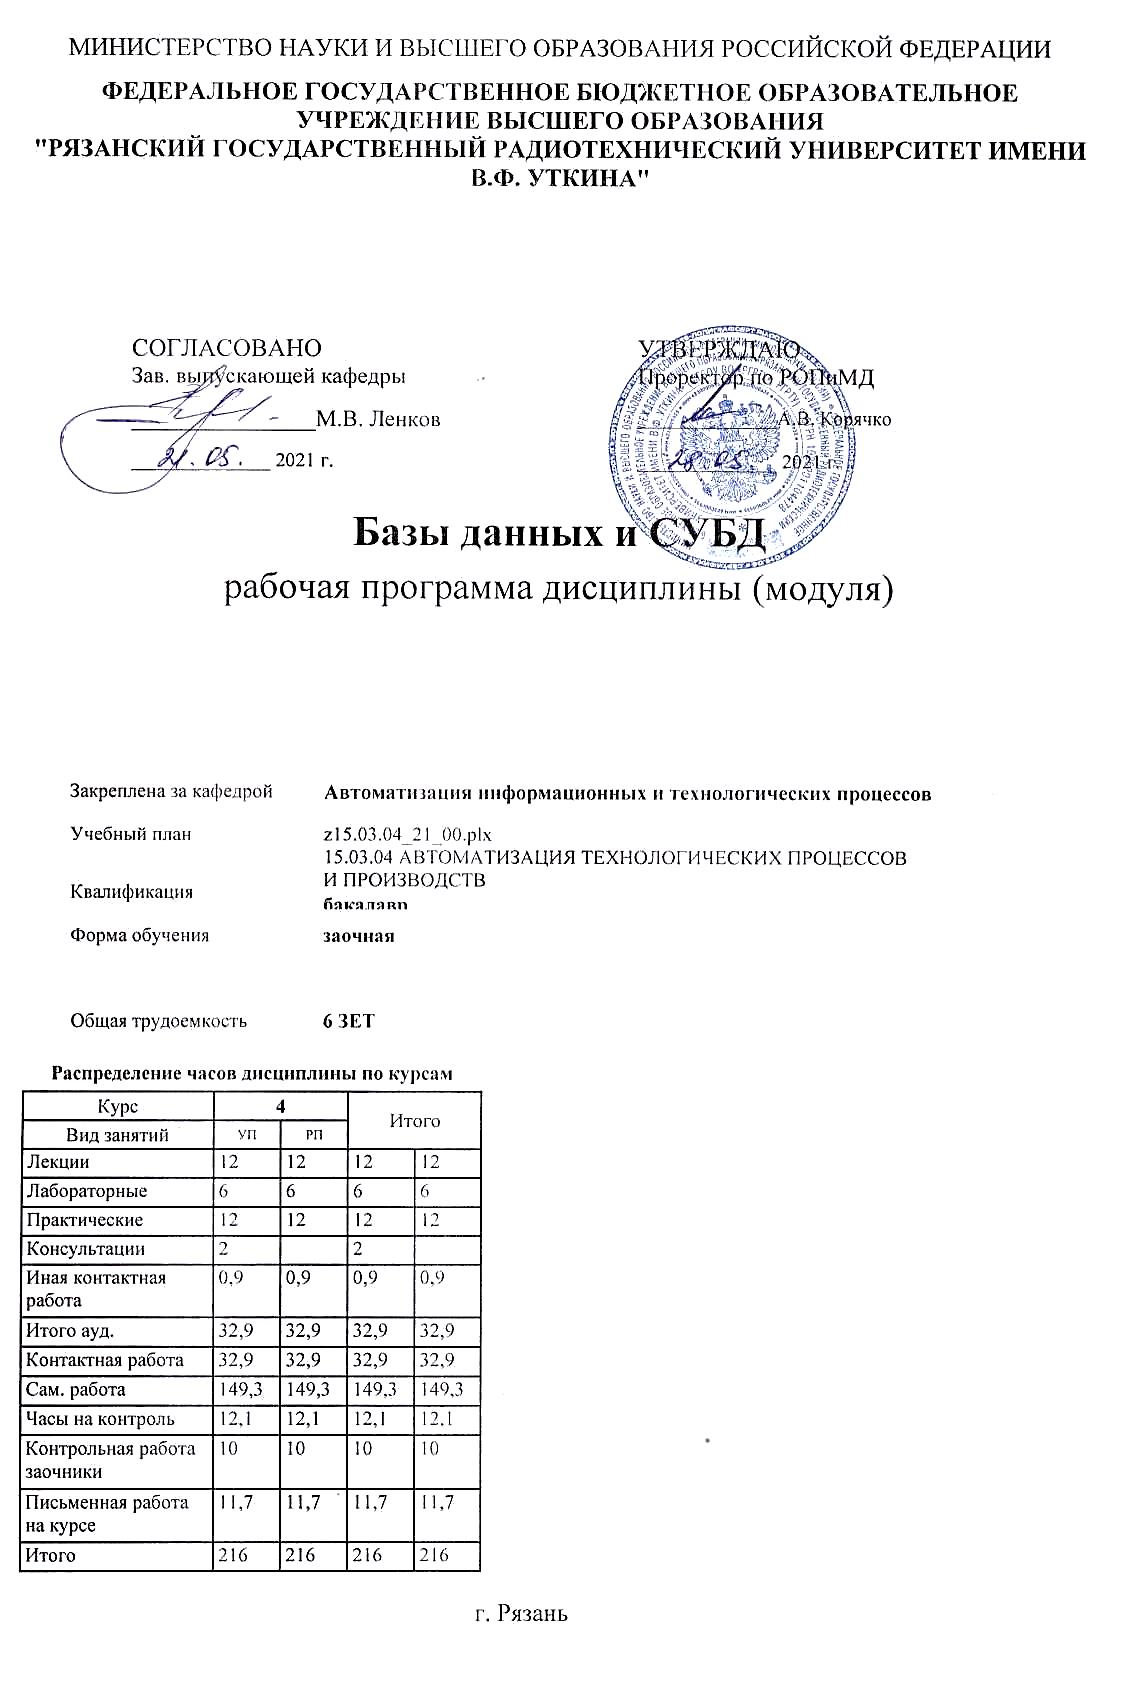 МИНИСТЕРСТВО НАУКИ И ВЫСШЕГО ОБРАЗОВАНИЯ РОССИЙСКОЙ ФЕДЕРАЦИИ
ФЕДЕРАЛЬНОЕ ГОСУДАРСТВЕННОЕ БЮДЖЕТНОЕ ОБРАЗОВАТЕЛЬНОЕ
УЧРЕЖДЕНИЕ ВЫСШЕГО ОБРАЗОВАНИЯ
"РЯЗАНСКИЙ ГОСУДАРСТВЕННЫЙ РАДИОТЕХНИЧЕСКИЙ УНИВЕРСИТЕТ ИМЕНИ
В.Ф. УТКИНА"
СОГЛАСОВАНО
Зав. выпускающей кафедры
М.В. Ленков
21.05. 2021 г.
УТВЕРЖДАЮ
Проректор по РОПиМД
А.В. Корячко
28.05. 2021 г.
Базы данных и СУБД
рабочая программа дисциплины (модуля)
Закреплена за кафедрой Автоматизация информационных и технологических процессов
Учебный план z15.03.04_21_00.plx
15.03.04 АВТОМАТИЗАЦИЯ ТЕХНОЛОГИЧЕСКИХ ПРОЦЕССОВ
И ПРОИЗВОДСТВ
Квалификация бакалавр
Форма обучения заочная
Общая трудоемкость 6 ЗЕТ
Распределение часов дисциплины по курсам
Курс 4 Итого
Вид занятий УП РП
Лекции 12 12 12 12
Лабораторные 6 6 6 6
Практические 12 12 12 12
Консультации 2 2
Иная контактная 0,9 0,9 0,9 0,9
работа
Итого ауд. 32,9 32,9 32,9 32,9
Контактная работа 32,9 32,9 32,9 32,9
Сам. работа 149,3 149,3 149,3 149,3
Часы на контроль 12,1 12,1 12,1 12,1
Контрольная работа 10 10 10 10
заочники
Письменная работа 11,7 11,7 11,7 11,7
на курсе
Итого 216 216 216 216
г. Рязань